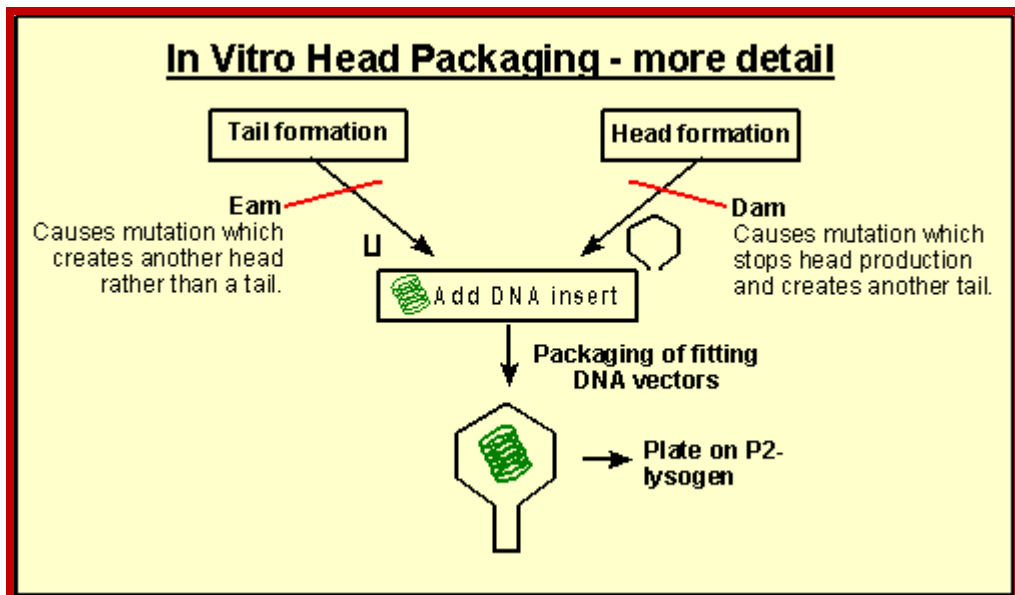 In Vitro Head Packaging - more detail
Tail formation
Head formation
Eam
Causes mutation which
creates another head
rather than a tail.
Dam
Causes mutation which
stops head production
and creates another tail.
Add DNA insert
Packaging of fitting
DNA vectors
Plate on P2-
lysogen